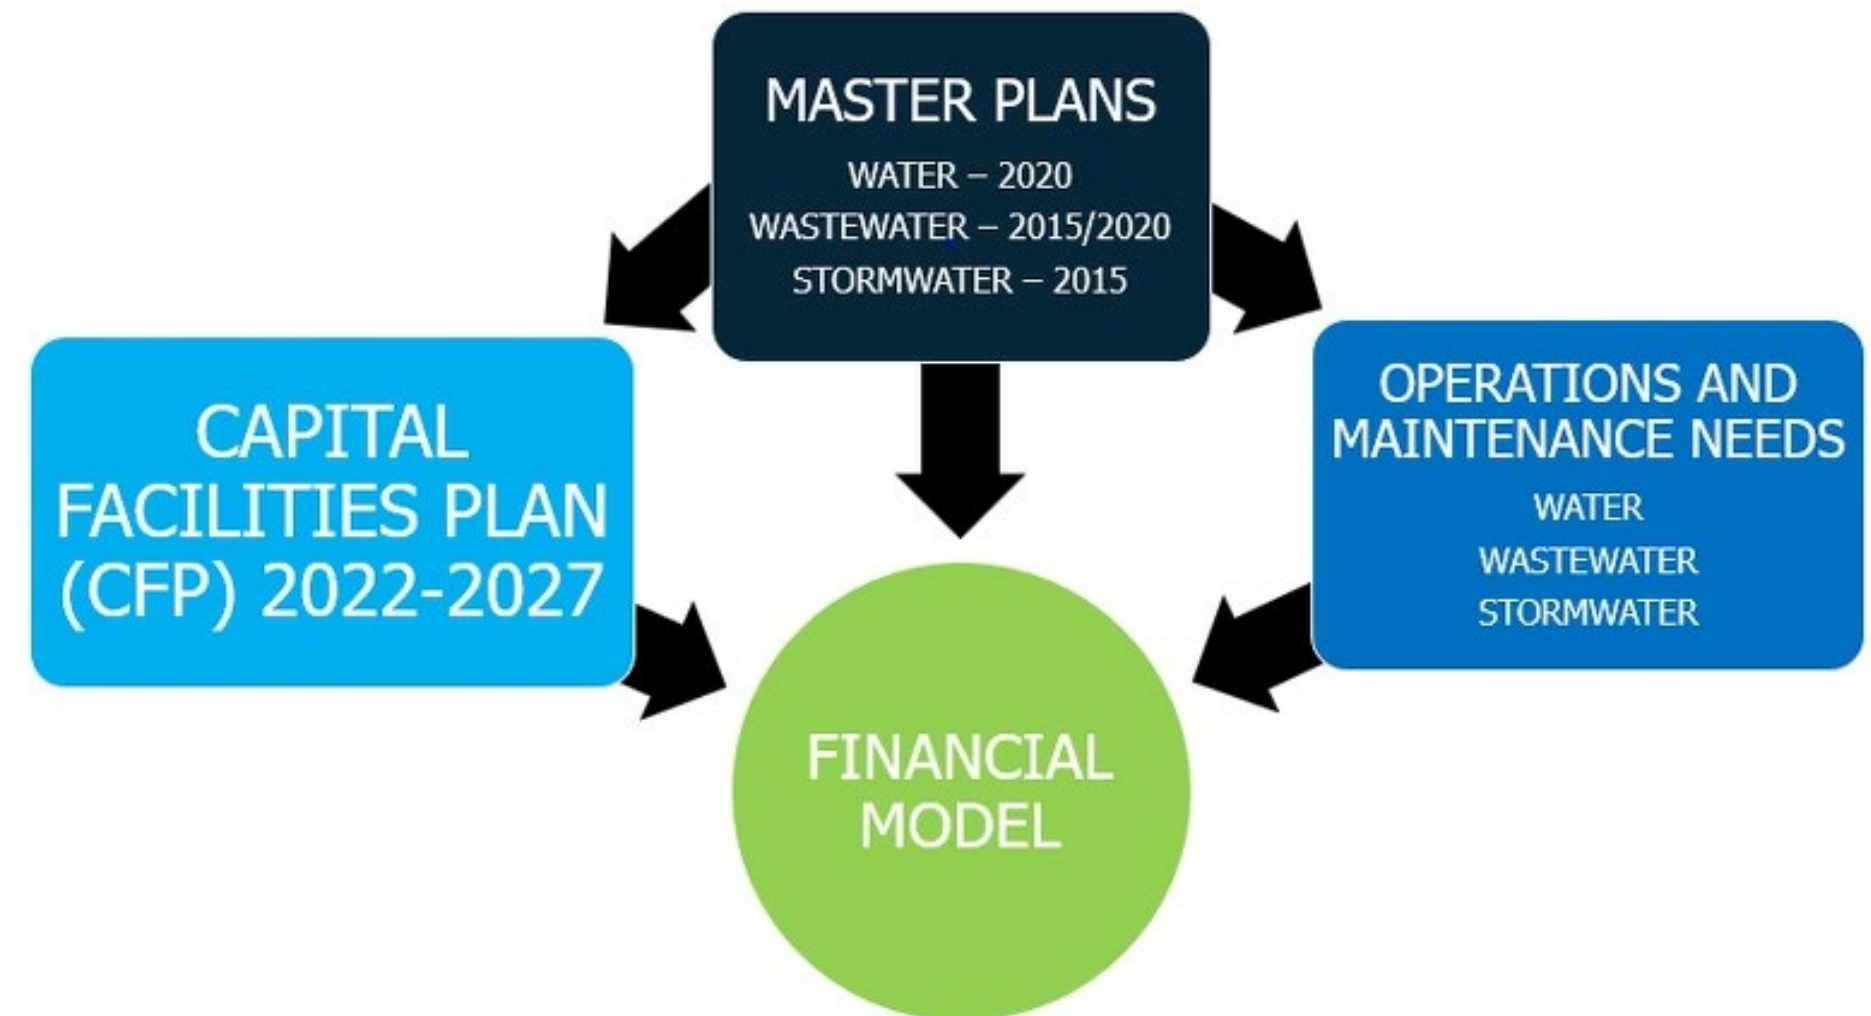 MASTER PLANS
WATER – 2020
WASTEWATER – 2015/2020
STORMWATER – 2015
CAPITAL
FACILITIES PLAN
(CFP) 2022-2027
OPERATIONS AND
MAINTENANCE NEEDS
WATER
WASTEWATER
STORMWATER
FINANCIAL
MODEL